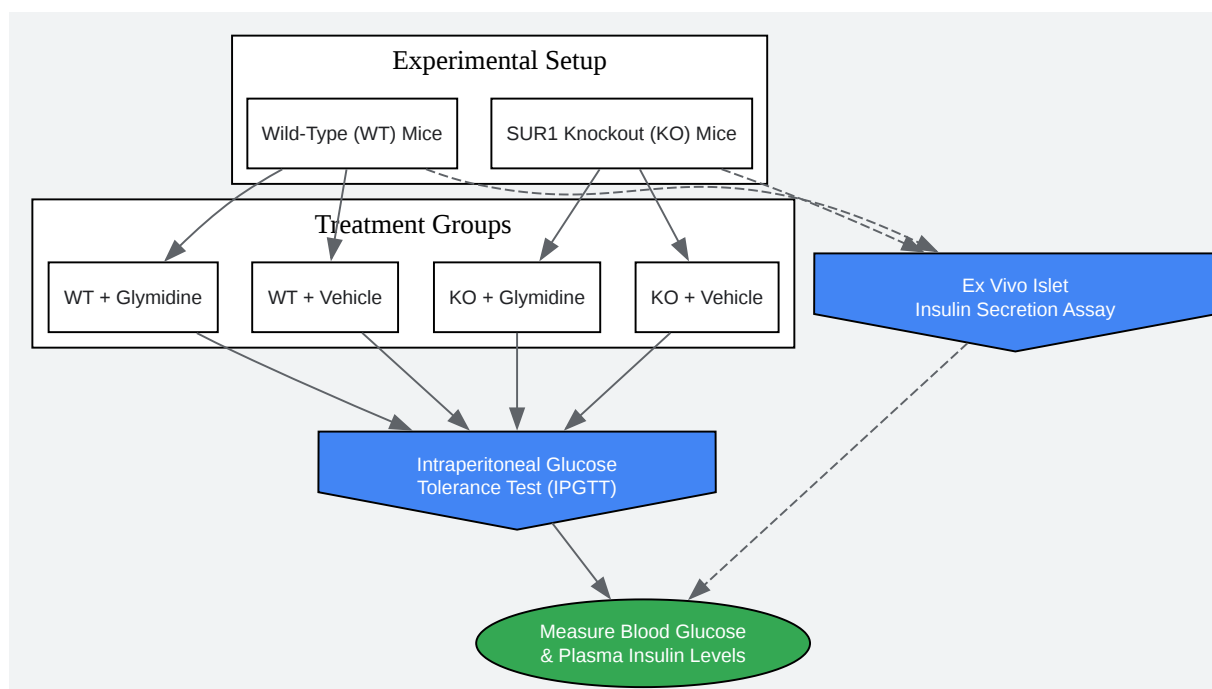 Experimental Setup
Wild-Type (WT) Mice
SUR1 Knockout (KO) Mice
Treatment Groups
WT + Glymidine
WT + Vehicle
KO + Glymidine
KO + Vehicle
Ex Vivo Islet
Insulin Secretion Assay
Intraperitoneal Glucose
Tolerance Test (IPGTT)
Measure Blood Glucose
& Plasma Insulin Levels